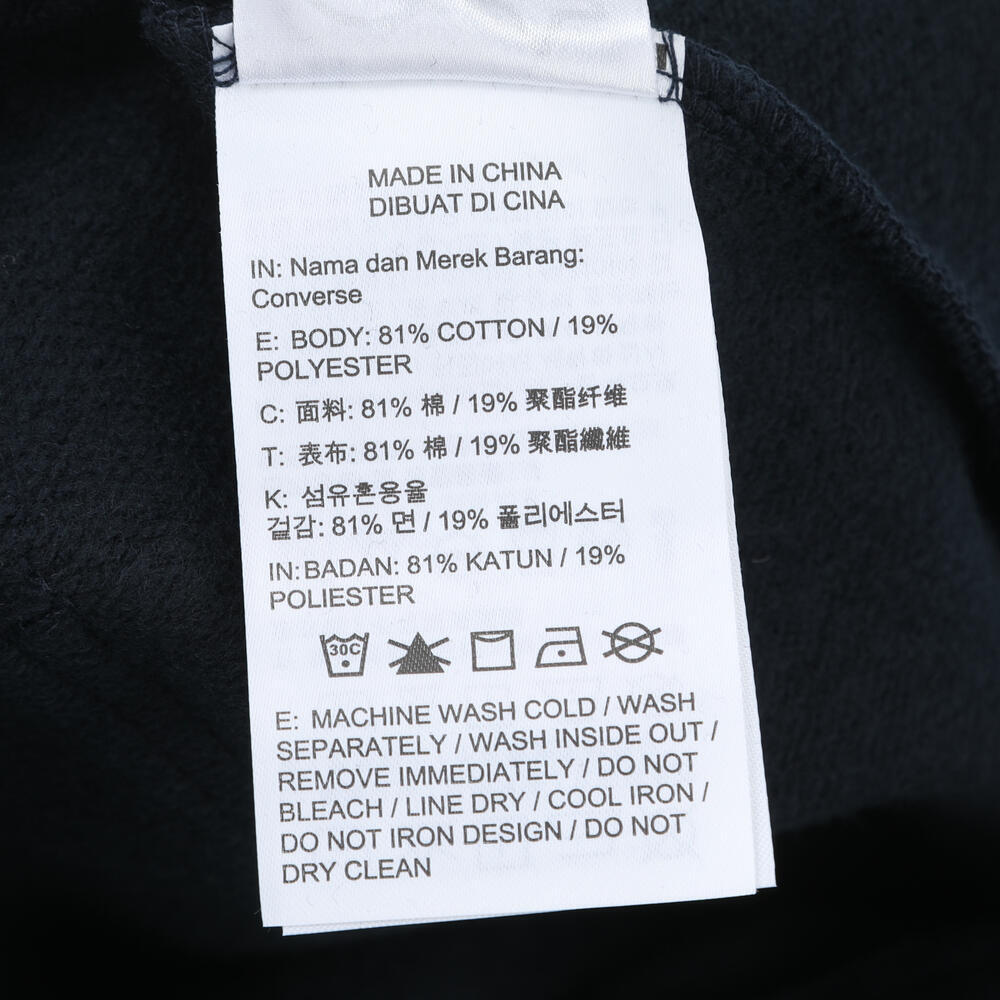 MADE IN CHINA
DIBUAT DI CINA
IN: Nama dan Merek Barang:
Converse
E: BODY: 81% COTTON / 19%
POLYESTER
C: 面料: 81% 棉 / 19% 聚酯纤维
T: 表布: 81% 棉 / 19% 聚酯纖維
K: 섬유혼용율
겉감: 81% 면 / 19% 폴리에스터
IN: BADAN: 81% KATUN / 19%
POLIESTER
30C
E: MACHINE WASH COLD / WASH
SEPARATELY / WASH INSIDE OUT /
REMOVE IMMEDIATELY / DO NOT
BLEACH / LINE DRY / COOL IRON /
DO NOT IRON DESIGN / DO NOT
DRY CLEAN